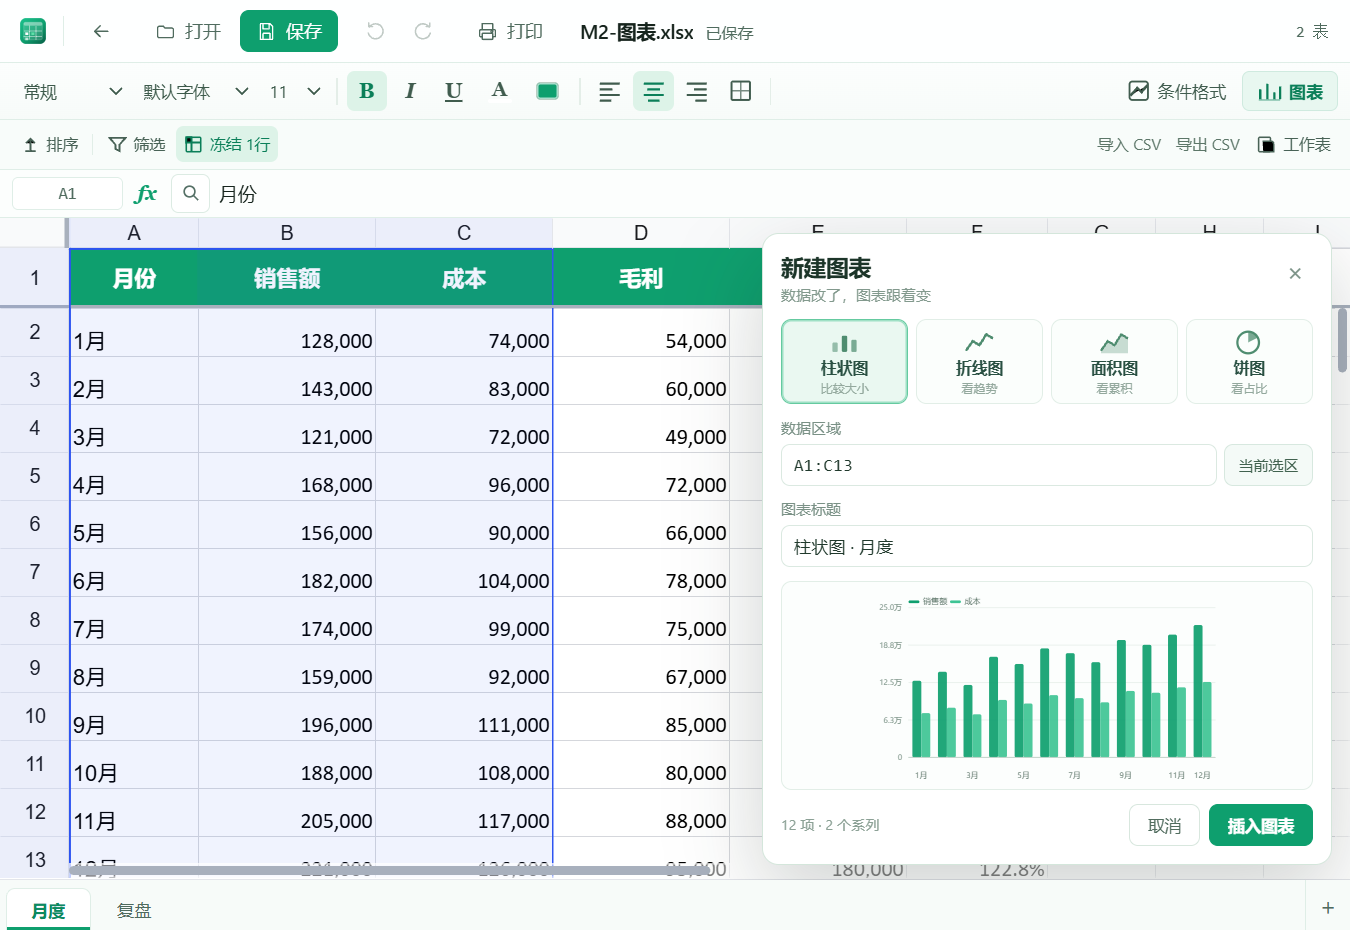 打开
保存
打印
M2-图表.xlsx 已保存
2 表
常规
默认字体
11
B I U A
条件格式
图表
排序
筛选
冻结 1行
导入 CSV
导出 CSV
工作表
A1
fx
月份
A B C D
1 月份 销售额 成本 毛利
2 1月 128,000 74,000 54,000
3 2月 143,000 83,000 60,000
4 3月 121,000 72,000 49,000
5 4月 168,000 96,000 72,000
6 5月 156,000 90,000 66,000
7 6月 182,000 104,000 78,000
8 7月 174,000 99,000 75,000
9 8月 159,000 92,000 67,000
10 9月 196,000 111,000 85,000
11 10月 188,000 108,000 80,000
12 11月 205,000 117,000 88,000
13 12月 180,000 122.8%
新建图表
数据改了，图表跟着变
柱状图
比较大小
折线图
看趋势
面积图
看累积
饼图
看占比
数据区域
A1:C13
当前选区
图表标题
柱状图 · 月度
销售额 成本
25.0万
18.8万
12.5万
6.3万
0
1月 3月 5月 7月 9月 11月 12月
12 项 · 2 个系列
取消
插入图表
月度
复盘